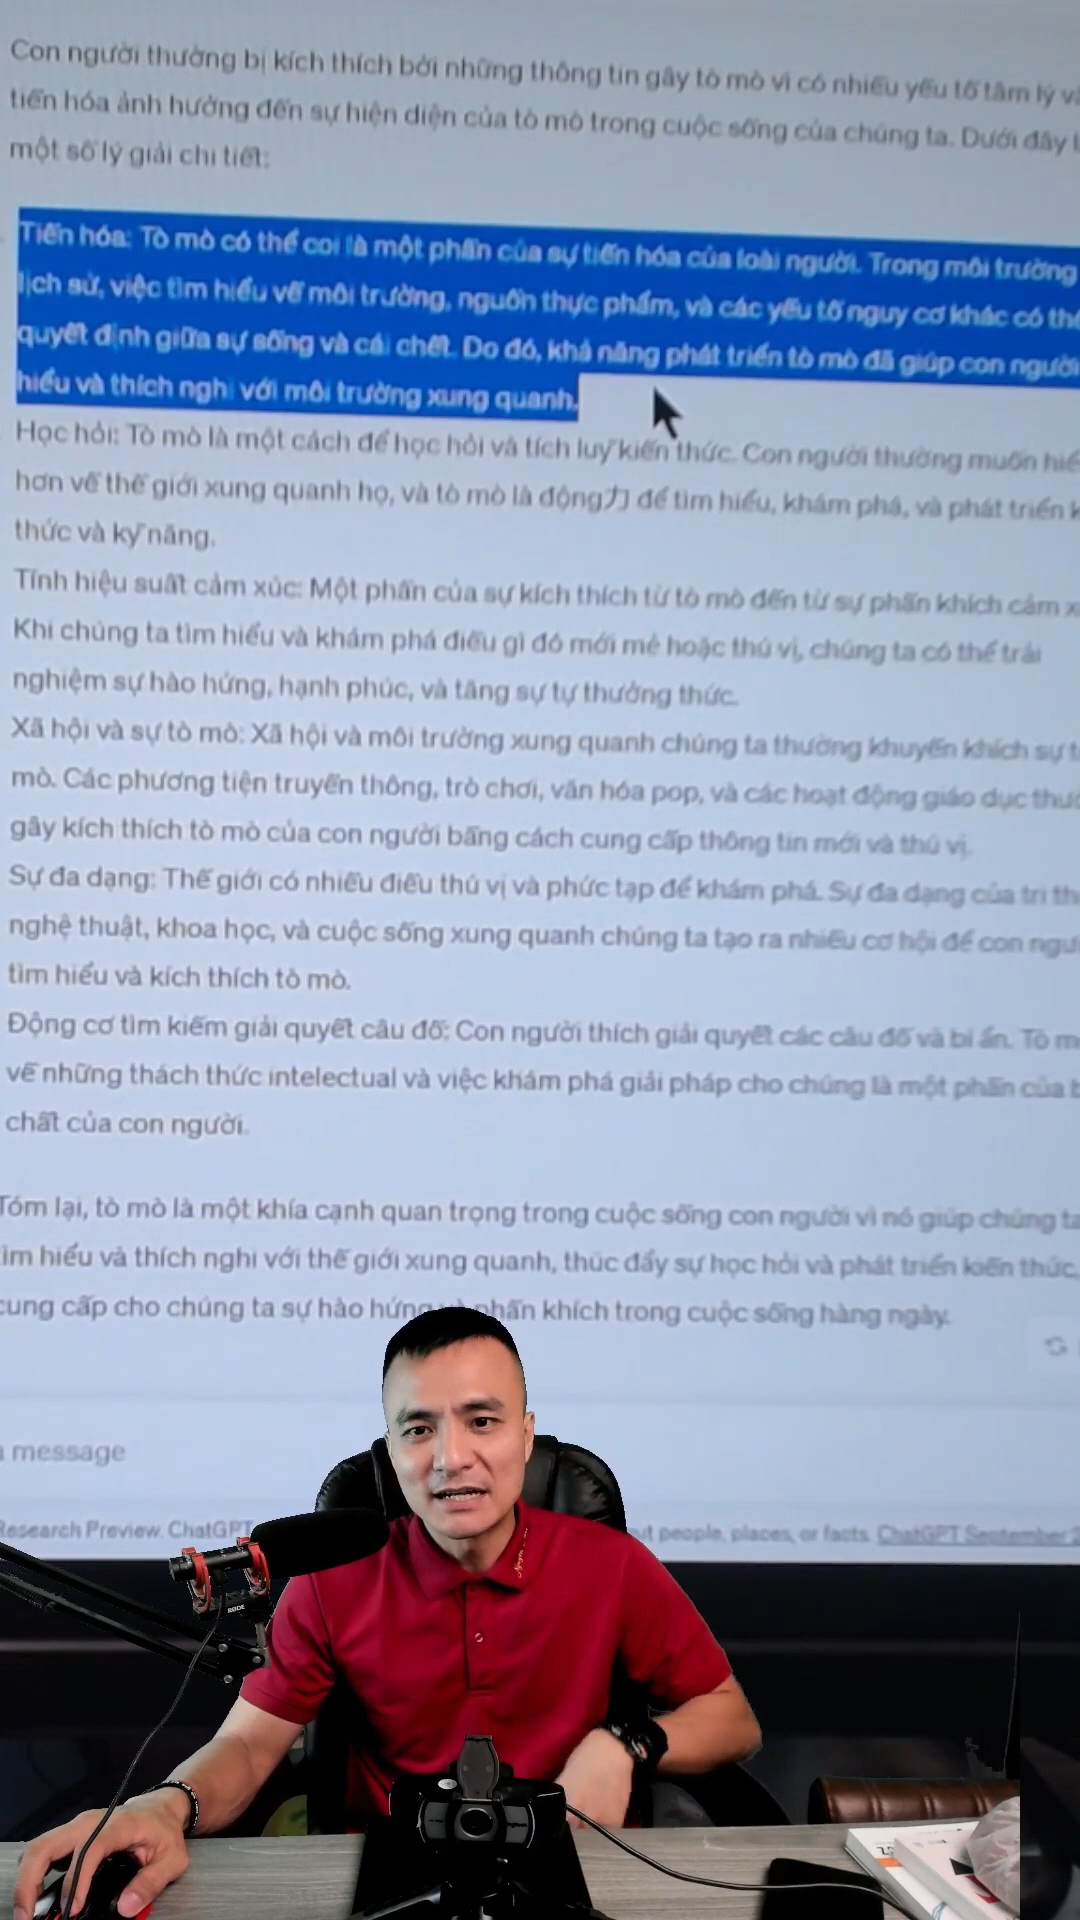 Con người thường bị kích thích bởi những thông tin gây tò mò vì có nhiều yếu tố tâm lý và
tiến hóa ảnh hưởng đến sự hiện diện của tò mò trong cuộc sống của chúng ta. Dưới đây l
một số lý giải chi tiết:
Tiến hóa: Tò mò có thể coi là một phần của sự tiến hóa của loài người. Trong môi trường
lịch sử, việc tìm hiểu về môi trường, nguồn thực phẩm, và các yếu tố nguy cơ khác có thể
quyết định giữa sự sống và cái chết. Do đó, khả năng phát triển tò mò đã giúp con người
hiểu và thích nghi với môi trường xung quanh.
Học hỏi: Tò mò là một cách để học hỏi và tích luỹ kiến thức. Con người thường muốn hiể
hơn về thế giới xung quanh họ, và tò mò là động力 để tìm hiểu, khám phá, và phát triển k
thức và kỹ năng.
Tính hiệu suất cảm xúc: Một phần của sự kích thích từ tò mò đến từ sự phấn khích cảm x
Khi chúng ta tìm hiểu và khám phá điều gì đó mới mẻ hoặc thú vị, chúng ta có thể trải
nghiệm sự hào hứng, hạnh phúc, và tăng sự tự thưởng thức.
Xã hội và sự tò mò: Xã hội và môi trường xung quanh chúng ta thường khuyến khích sự t
mò. Các phương tiện truyền thông, trò chơi, văn hóa pop, và các hoạt động giáo dục thườ
gây kích thích tò mò của con người bằng cách cung cấp thông tin mới và thú vị.
Sự đa dạng: Thế giới có nhiều điều thú vị và phức tạp để khám phá. Sự đa dạng của tri th
nghệ thuật, khoa học, và cuộc sống xung quanh chúng ta tạo ra nhiều cơ hội để con ngư
tìm hiểu và kích thích tò mò.
Động cơ tìm kiếm giải quyết câu đố: Con người thích giải quyết các câu đố và bí ẩn. Tò m
về những thách thức intelectual và việc khám phá giải pháp cho chúng là một phần của b
chất của con người.
Tóm lại, tò mò là một khía cạnh quan trọng trong cuộc sống con người vì nó giúp chúng ta
tìm hiểu và thích nghi với thế giới xung quanh, thúc đẩy sự học hỏi và phát triển kiến thức,
cung cấp cho chúng ta sự hào hứng phấn khích trong cuộc sống hàng ngày.
message
Research Preview. ChatGPT ut people, places, or facts. ChatGPT September 2
RODE